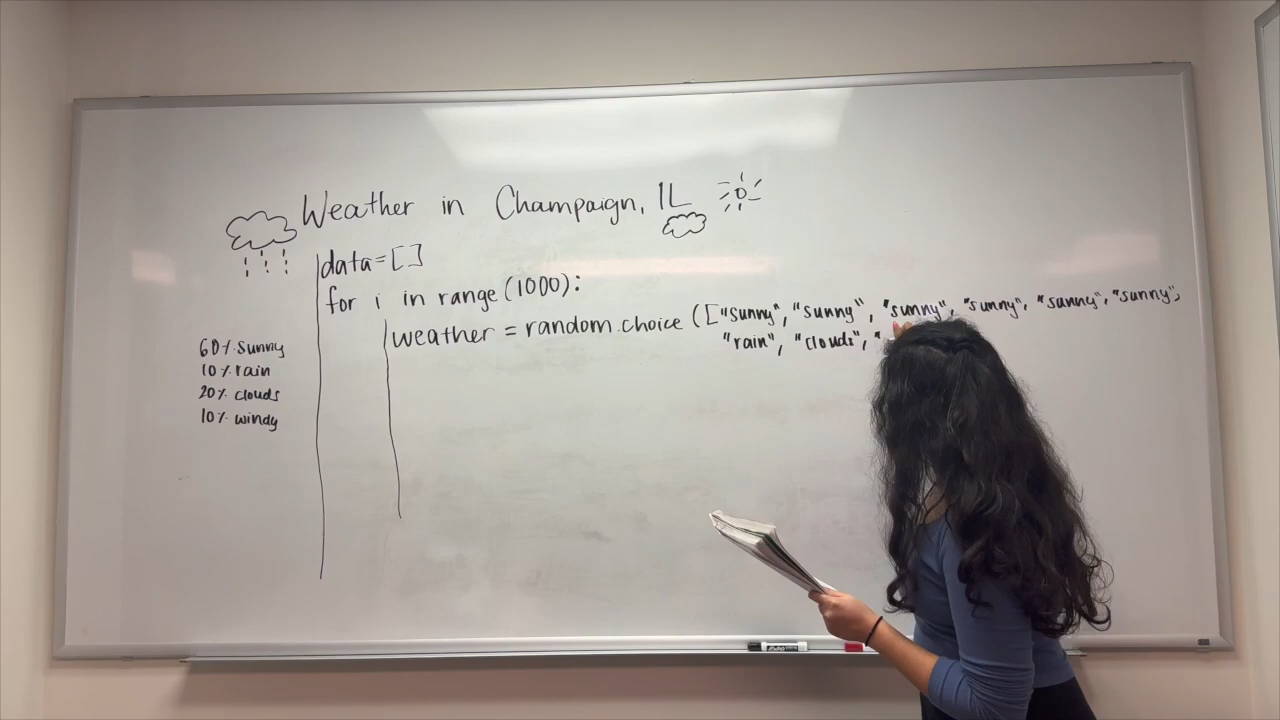 Weather in Champaign, IL
data=[]
for i in range(1000):
weather = random.choice(["sunny", "sunny", "sunny", "sunny", "sunny", "sunny",
"rain", "clouds", "
60% sunny
10% rain
20% clouds
10% windy
EXPO